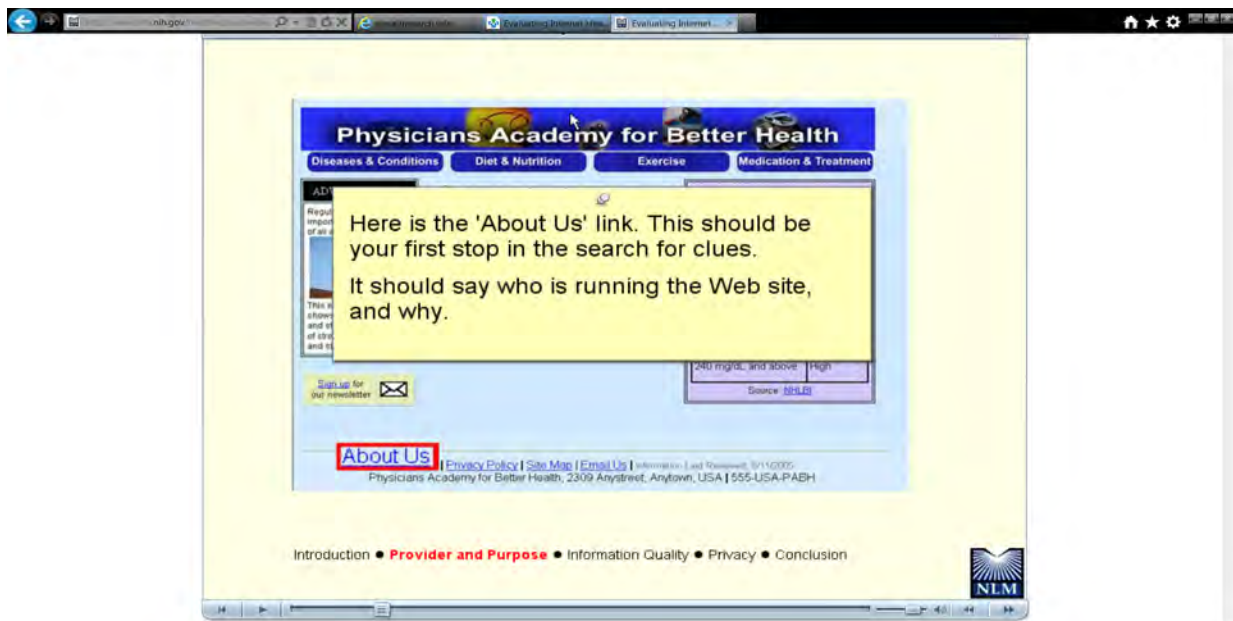 nih.gov
Evaluating Internet Hea...
Evaluating Internet ...
Physicians Academy for Better Health
Diseases & Conditions
Diet & Nutrition
Exercise
Medication & Treatment
Here is the 'About Us' link. This should be
your first stop in the search for clues.
It should say who is running the Web site,
and why.
This
and
240 mg/dL and above
High
Source: NHLBI
Sign up for
our newsletter
About Us | Privacy Policy | Site Map | Email Us |
Physicians Academy for Better Health, 2309 Anystreet, Anytown, USA | 555-USA-PABH
Introduction ● Provider and Purpose ● Information Quality ● Privacy ● Conclusion
NLM